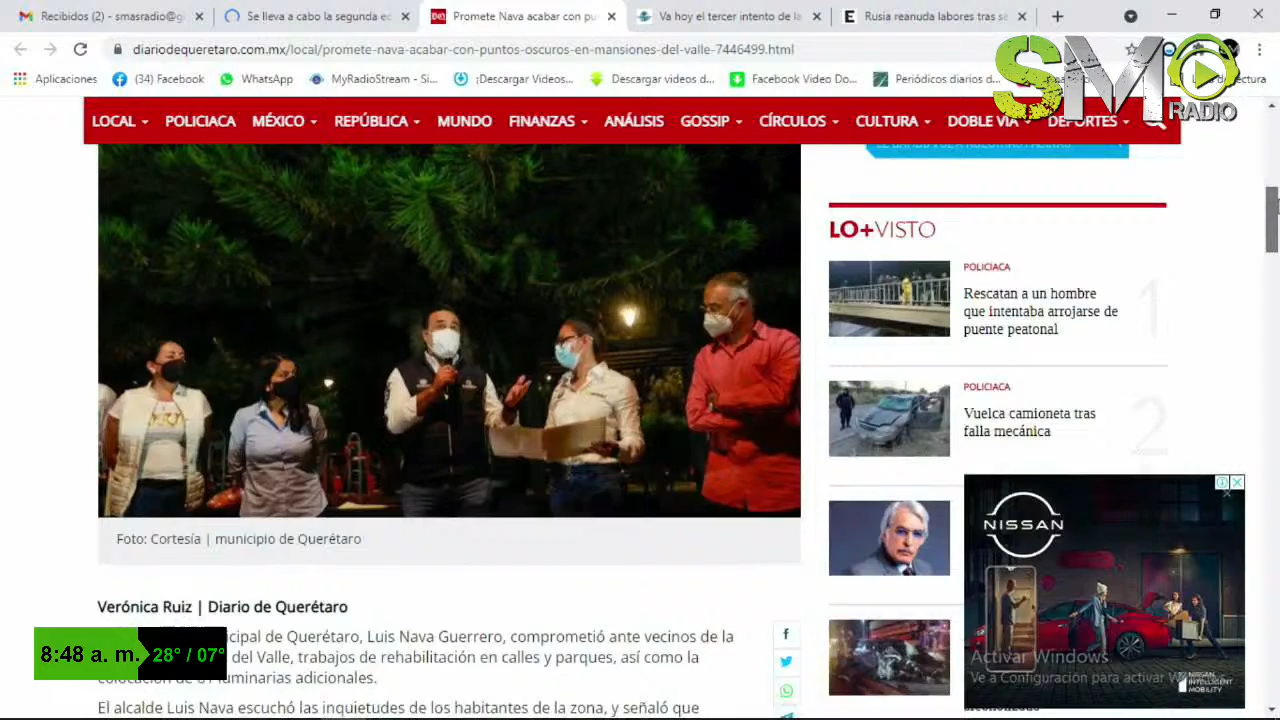 Recibidos - smasradio@g
Se lleva a cabo la segunda ed
Promete Nava acabar con punt
Va hoy el tercer intento de la
Rusia reanuda labores tras s
diariodequeretaro.com.mx/local/promete-nava-acabar-con-puntos-oscuros-en-mansiones-del-valle-7446499.html
SM RADIO
Aplicaciones
(34) Facebook
WhatsApp
MyRadioStream - Si...
¡Descargar Videos...
Descargar videos d...
Facebook Video Do...
Periódicos diarios d...
LOCAL
POLICIACA
MÉXICO
FINANZAS
ANÁLISIS
GOSSIP
CÍRCULOS
CULTURA
DOBLE VÍA
DEPORTES
LO+VISTO
POLICIACA
Rescatan a un hombre
que intentaba arrojarse de
puente peatonal
1
POLICIACA
Vuelca camioneta tras
falla mecánica
2
NISSAN
Foto: Cortesía | municipio de Querétaro
Verónica Ruiz | Diario de Querétaro
de Querétaro, Luis Nava Guerrero, comprometió ante vecinos de la
del Valle, trabajos de rehabilitación en calles y parques, así como la
El alcalde Luis Nava escuchó las inquietudes de los habitantes de la zona, y señaló que
8:48 a. m.
28° / 07°
Activar Windows
Ve a Configuración para activar
NISSAN
INTELLIGENT
MOBILITY